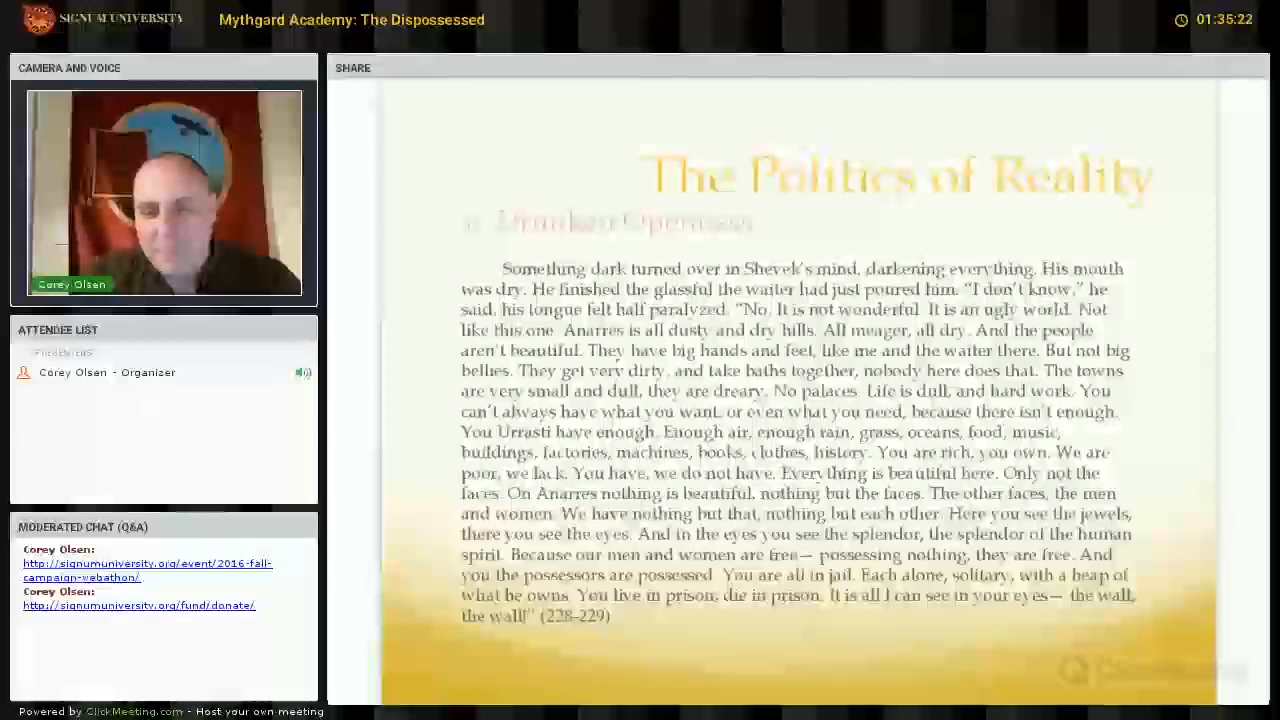 SIGNUM UNIVERSITY
Mythgard Academy: The Dispossessed
01:35:22
CAMERA AND VOICE
Corey Olsen
ATTENDEE LIST
PRESENTERS
Corey Olsen - Organizer
MODERATED CHAT (Q&A)
Corey Olsen:
http://signumuniversity.org/event/2016-fall-
campaign-webathon/
Corey Olsen:
http://signumuniversity.org/fund/donate/
SHARE
The Politics of Reality
Drunken Openness
Something dark turned over in Shevek's mind, darkening everything. His mouth
was dry. He finished the glassful the waiter had just poured him. "I don't know," he
said, his tongue felt half paralyzed. "No. It is not wonderful. It is an ugly world. Not
like this one. Anarres is all dusty and dry hills. All meager, all dry. And the people
aren't beautiful. They have big hands and feet, like me and the waiter there. But not big
bellies. They get very dirty, and take baths together, nobody here does that. The towns
are very small and dull, they are dreary. No palaces. Life is dull, and hard work. You
can't always have what you want, or even what you need, because there isn't enough.
You Urrasti have enough. Enough air, enough rain, grass, oceans, food, music,
buildings, factories, machines, books, clothes, history. You are rich, you own. We are
poor, we lack. You have, we do not have. Everything is beautiful here. Only not the
faces. On Anarres nothing is beautiful, nothing but the faces. The other faces, the men
and women. We have nothing but that, nothing but each other. Here you see the jewels,
there you see the eyes. And in the eyes you see the splendor, the splendor of the human
spirit. Because our men and women are free— possessing nothing, they are free. And
you the possessors are possessed. You are all in jail. Each alone, solitary, with a heap of
what he owns. You live in prison, die in prison. It is all I can see in your eyes— the wall,
the wall!" (228-229)
Powered by ClickMeeting.com - Host your own meeting